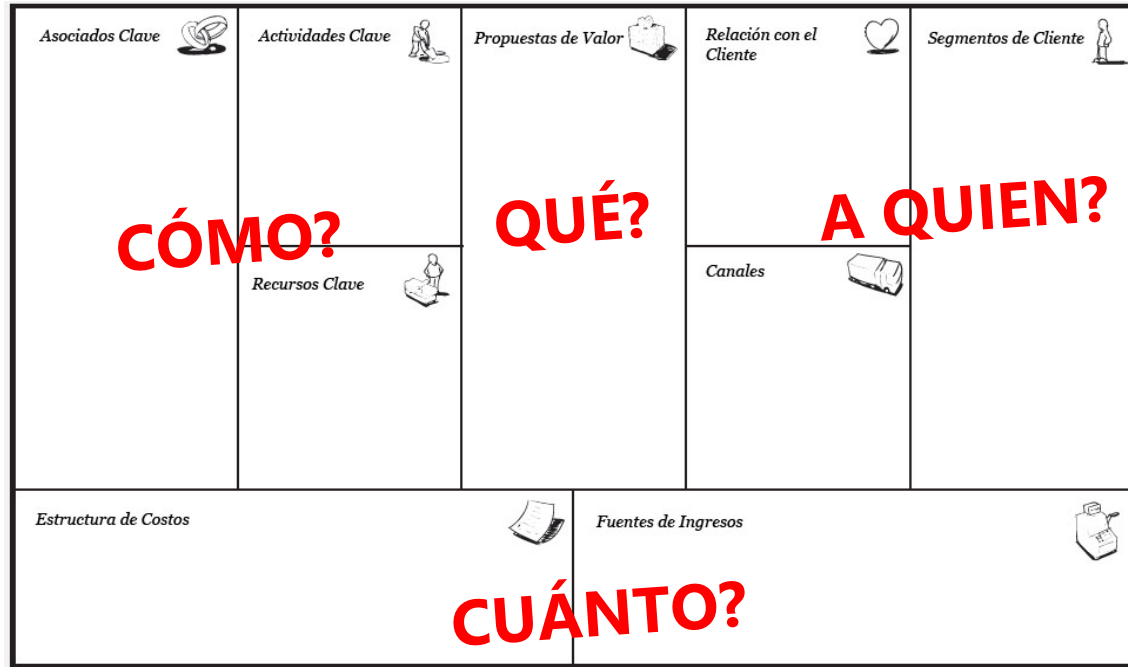 Asociados Clave
Actividades Clave
Propuestas de Valor
Relación con el
Cliente
Segmentos de Cliente
CÓMO?
QUÉ?
A QUIEN?
Recursos Clave
Canales
Estructura de Costos
Fuentes de Ingresos
CUÁNTO?